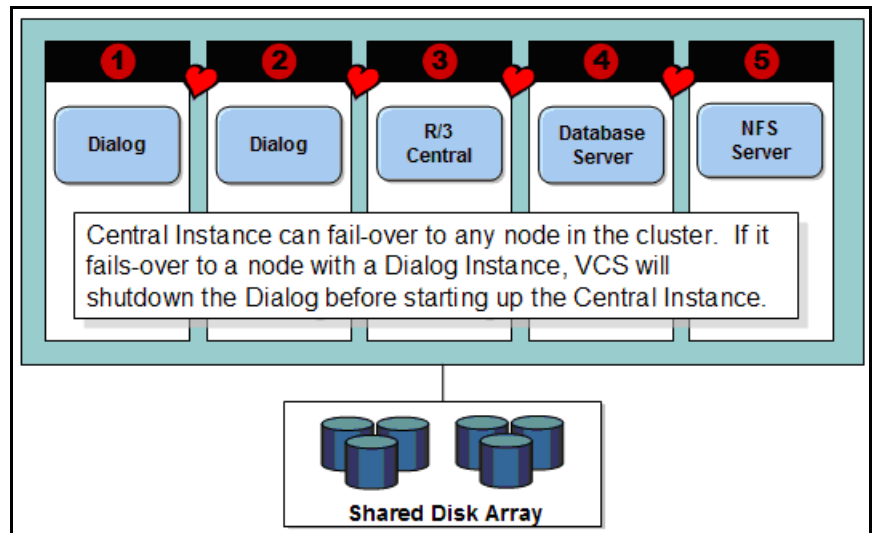 1 2 3 4 5
Dialog
Dialog
R/3
Central
Database
Server
NFS
Server
Central Instance can fail-over to any node in the cluster. If it
fails-over to a node with a Dialog Instance, VCS will
shutdown the Dialog before starting up the Central Instance.
Shared Disk Array